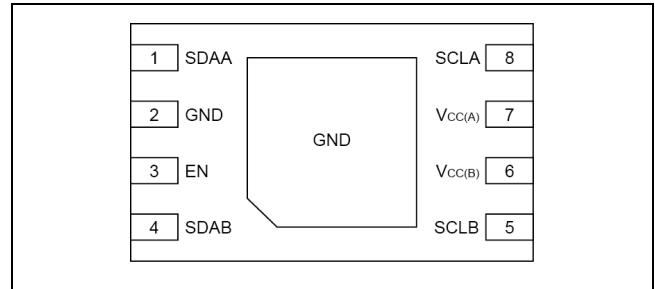 1 SDAA SCLA 8
2 GND VCC(A) 7
GND
3 EN VCC(B) 6
4 SDAB SCLB 5